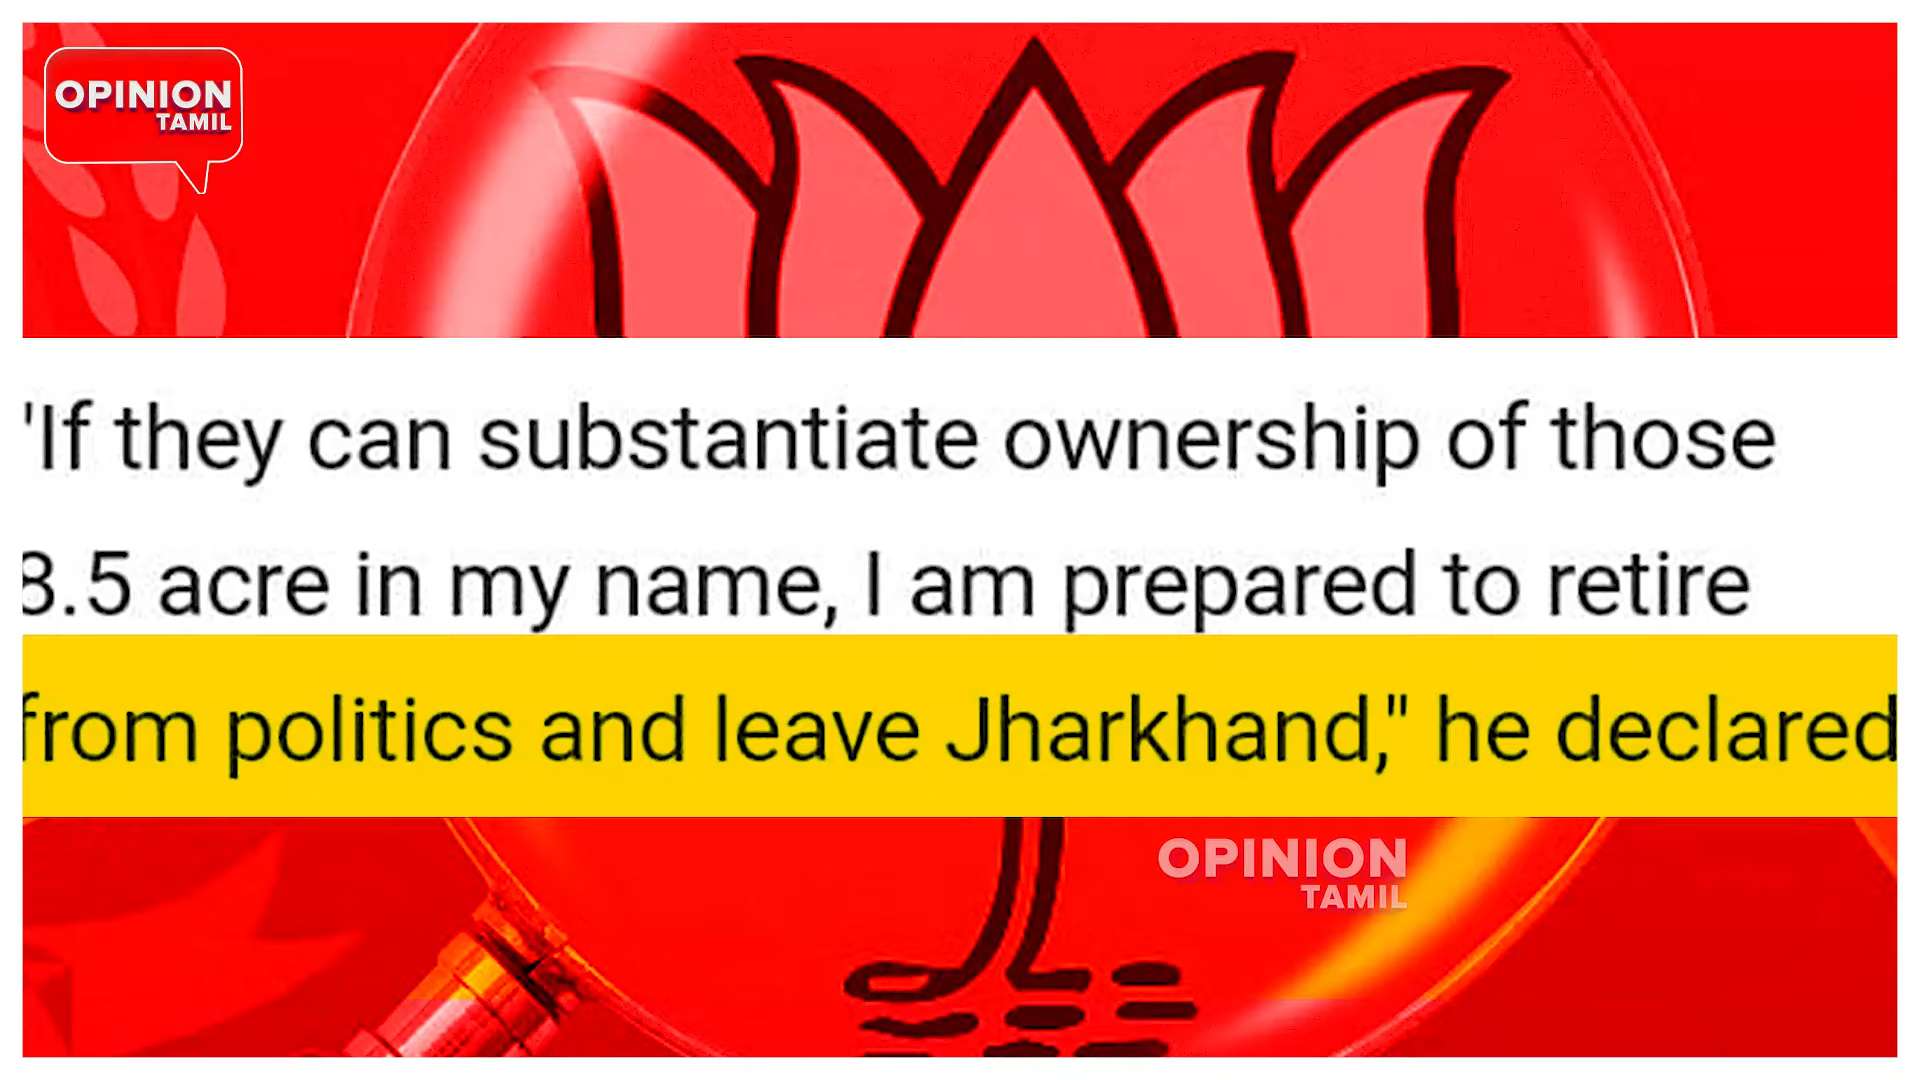 OPINION
TAMIL
'If they can substantiate ownership of those
8.5 acre in my name, I am prepared to retire
from politics and leave Jharkhand," he declared
OPINION
TAMIL